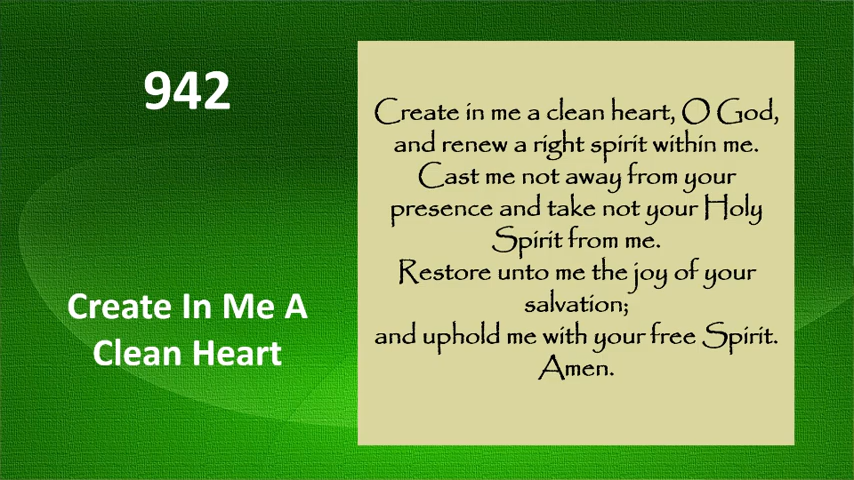 942
Create In Me A
Clean Heart
Create in me a clean heart, O God,
and renew a right spirit within me.
Cast me not away from your
presence and take not your Holy
Spirit from me.
Restore unto me the joy of your
salvation;
and uphold me with your free Spirit.
Amen.